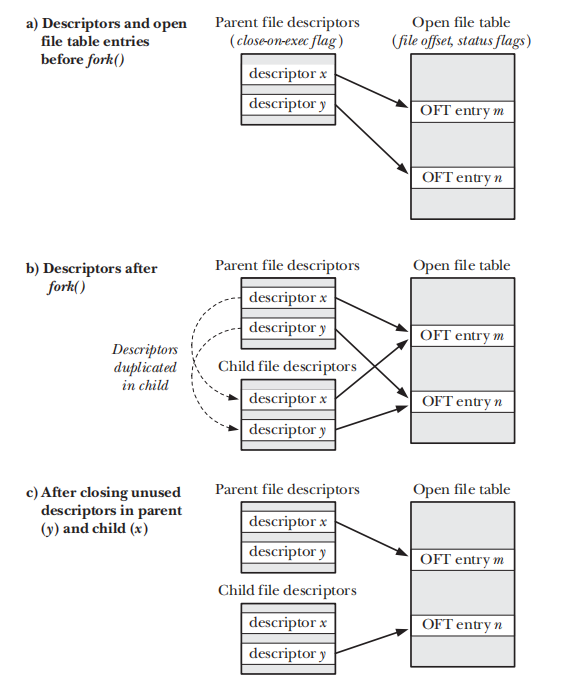 a) Descriptors and open
file table entries
before fork()
Parent file descriptors
(close-on-exec flag)
Open file table
(file offset, status flags)
descriptor x
descriptor y
OFT entry m
OFT entry n
b) Descriptors after
fork()
Parent file descriptors
Open file table
descriptor x
descriptor y
Descriptors
duplicated
in child
Child file descriptors
descriptor x
descriptor y
OFT entry m
OFT entry n
c) After closing unused
descriptors in parent
(y) and child (x)
Parent file descriptors
Open file table
descriptor x
descriptor y
Child file descriptors
descriptor x
descriptor y
OFT entry m
OFT entry n